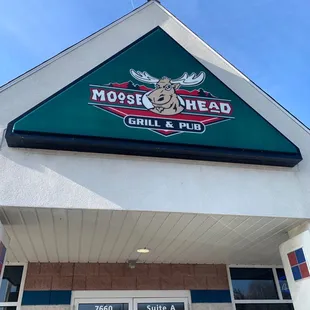 MOOSE HEAD
GRILL & PUB
7660 Suite A